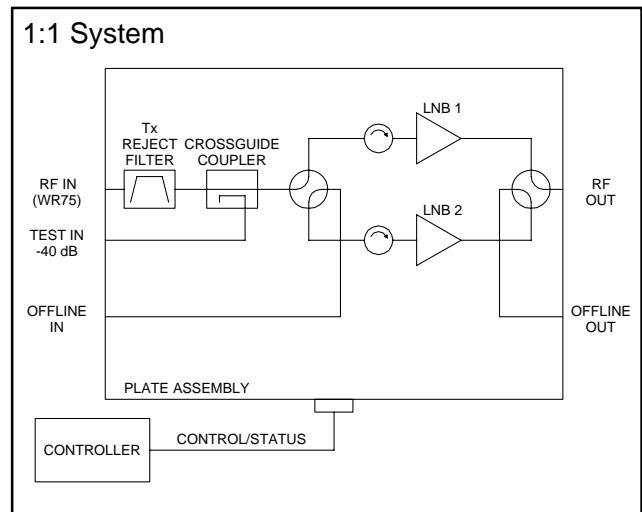 1:1 System
LNB 1
Tx
REJECT
FILTER
CROSSGUIDE
COUPLER
RF IN
(WR75)
RF
OUT
LNB 2
TEST IN
-40 dB
OFFLINE
IN
OFFLINE
OUT
PLATE ASSEMBLY
CONTROLLER
CONTROL/STATUS